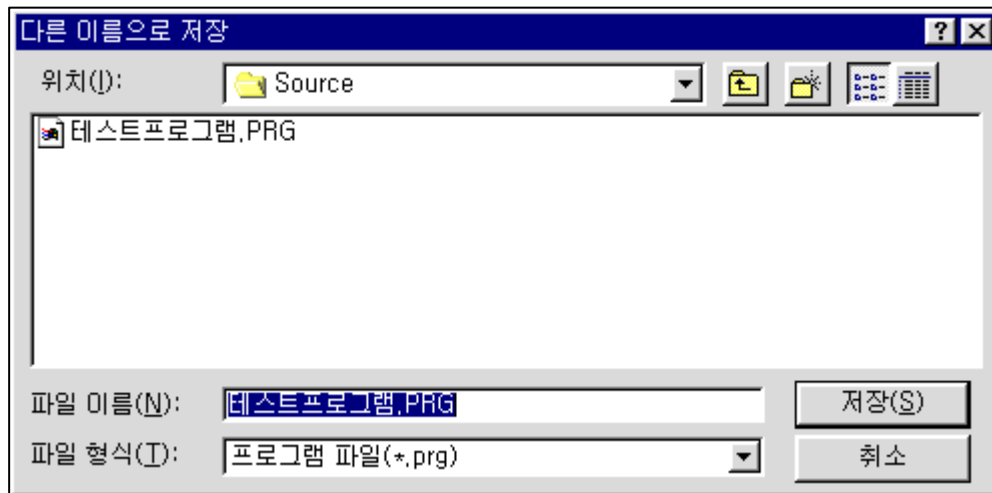 다른 이름으로 저장
위치(I): Source
테스트프로그램.PRG
파일 이름(N): 테스트프로그램.PRG 저장(S)
파일 형식(T): 프로그램 파일(*.prg) 취소